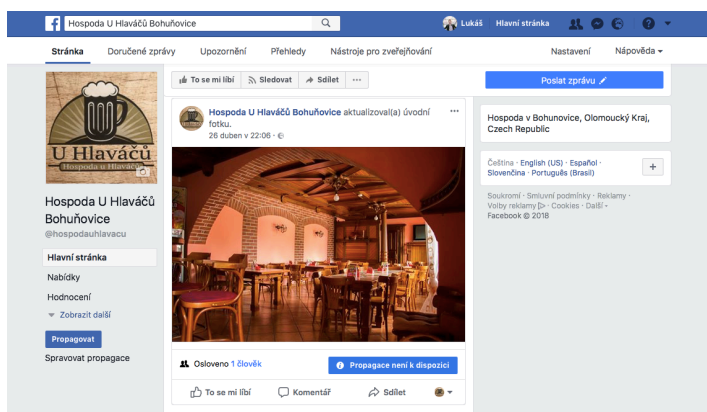 Hospoda U Hlaváčů Bohuňovice
Lukáš
Hlavní stránka
Stránka
Doručené zprávy
Upozornění
Přehledy
Nástroje pro zveřejňování
Nastavení
Nápověda
To se mi líbí
Sledovat
Sdílet
Poslat zprávu
U Hlaváčů
Hospoda u Hlaváčů
Hospoda U Hlaváčů Bohuňovice aktualizoval(a) úvodní
fotku.
26 duben v 22:06 ·
Hospoda v Bohunovice, Olomoucký Kraj,
Czech Republic
Čeština · English (US) · Español ·
Slovenčina · Português (Brasil)
Soukromí · Smluvní podmínky · Reklamy ·
Volby reklamy · Cookies · Další
Facebook © 2018
Hospoda U Hlaváčů
Bohuňovice
@hospodauhlavacu
Hlavní stránka
Nabídky
Hodnocení
Zobrazit další
Propagovat
Spravovat propagace
Osloveno 1 člověk
Propagace není k dispozici
To se mi líbí
Komentář
Sdílet